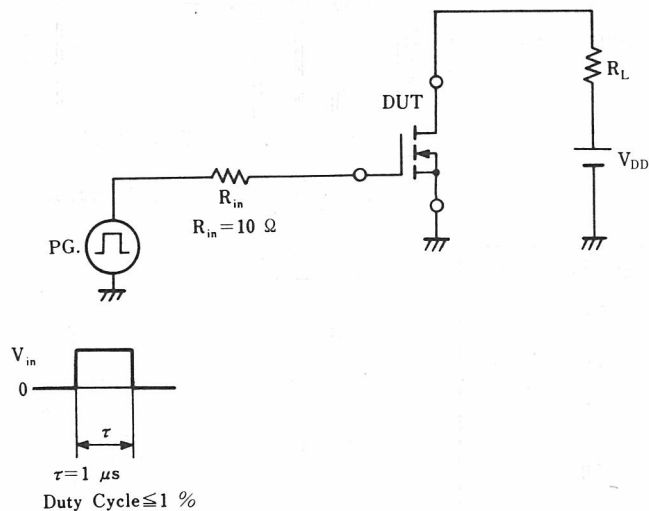 DUT
R_L
V_DD
R_in
R_in=10 Ω
PG.
V_in
0
τ
τ=1 μs
Duty Cycle≦1 %